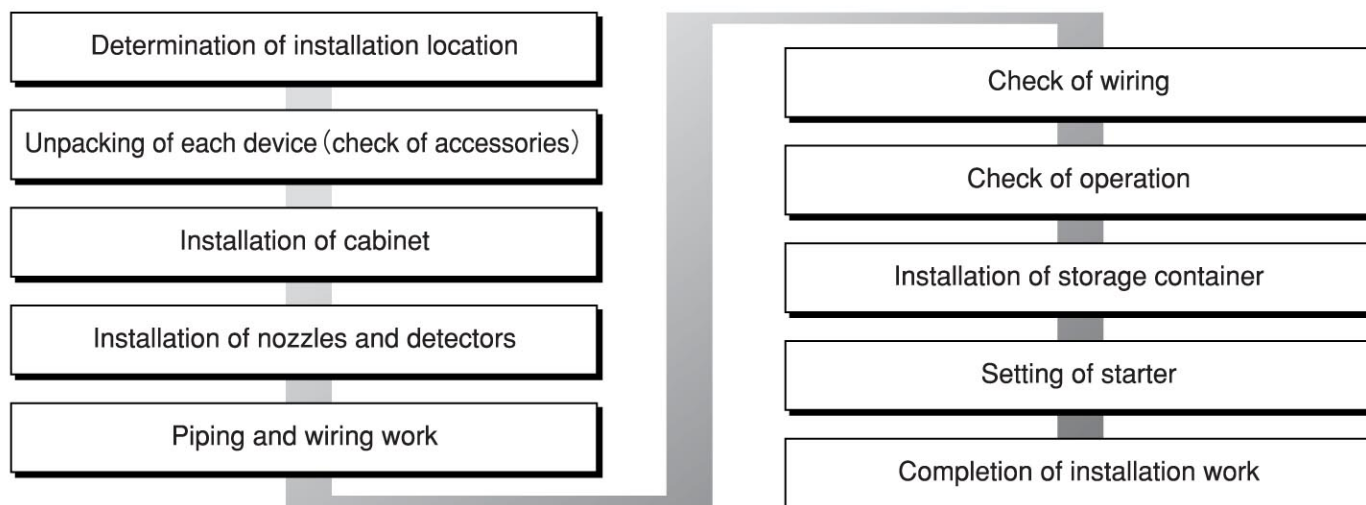 Determination of installation location
Unpacking of each device（check of accessories）
Installation of cabinet
Installation of nozzles and detectors
Piping and wiring work
Check of wiring
Check of operation
Installation of storage container
Setting of starter
Completion of installation work